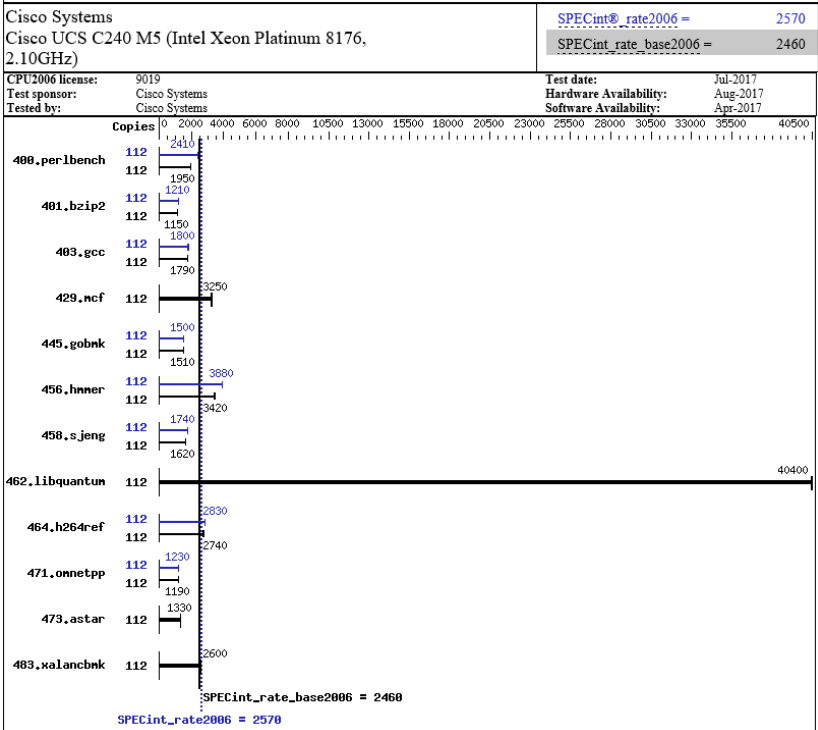 Cisco Systems
Cisco UCS C240 M5 (Intel Xeon Platinum 8176,
2.10GHz)
SPECint®_rate2006 = 2570
SPECint_rate_base2006 = 2460
CPU2006 license: 9019 Test date: Jul-2017
Test sponsor: Cisco Systems Hardware Availability: Aug-2017
Tested by: Cisco Systems Software Availability: Apr-2017
Copies 0 2000 4000 6000 8000 10500 13000 15500 18000 20500 23000 25500 28000 30500 33000 35500 40500
2410
400.perlbench 112
112
1950
1210
401.bzip2 112
112
1150
1800
403.gcc 112
112
1790
3250
429.mcf 112
1500
445.gobmk 112
112
1510
3880
456.hmmer 112
112
3420
1740
458.sjeng 112
112
1620
40400
462.libquantum 112
2830
464.h264ref 112
112
2740
1230
471.omnetpp 112
112
1190
1330
473.astar 112
2600
483.xalancbmk 112
SPECint_rate_base2006 = 2460
SPECint_rate2006 = 2570